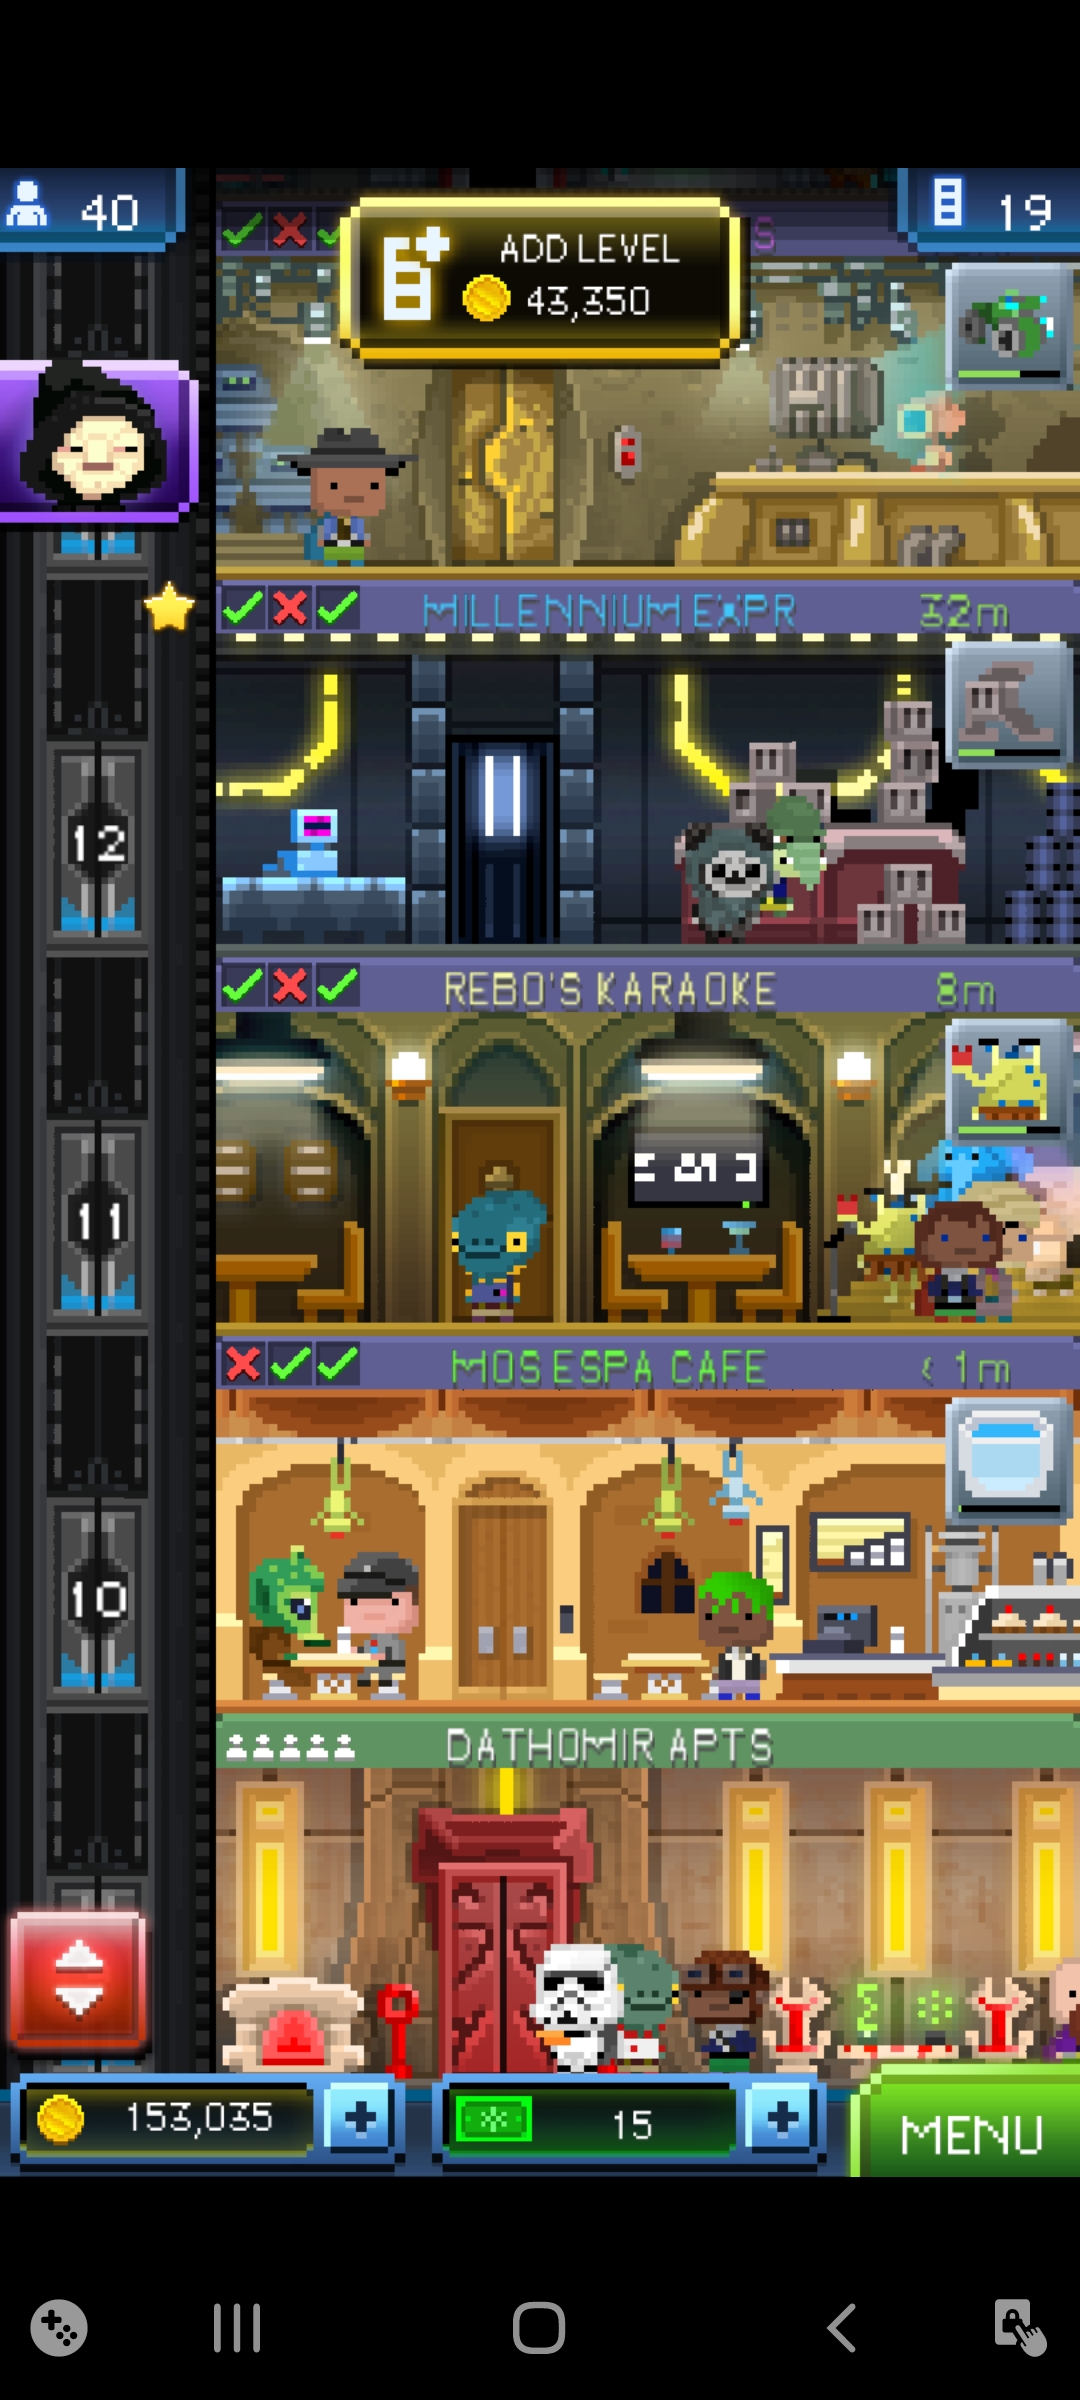 40
19
S
ADD LEVEL
43,350
MILLENNIUM EXPR 32m
12
REBO'S KARAOKE 8m
11
MOS ESPA CAFE < 1m
10
DATHOMIR APTS
153,035
15
MENU